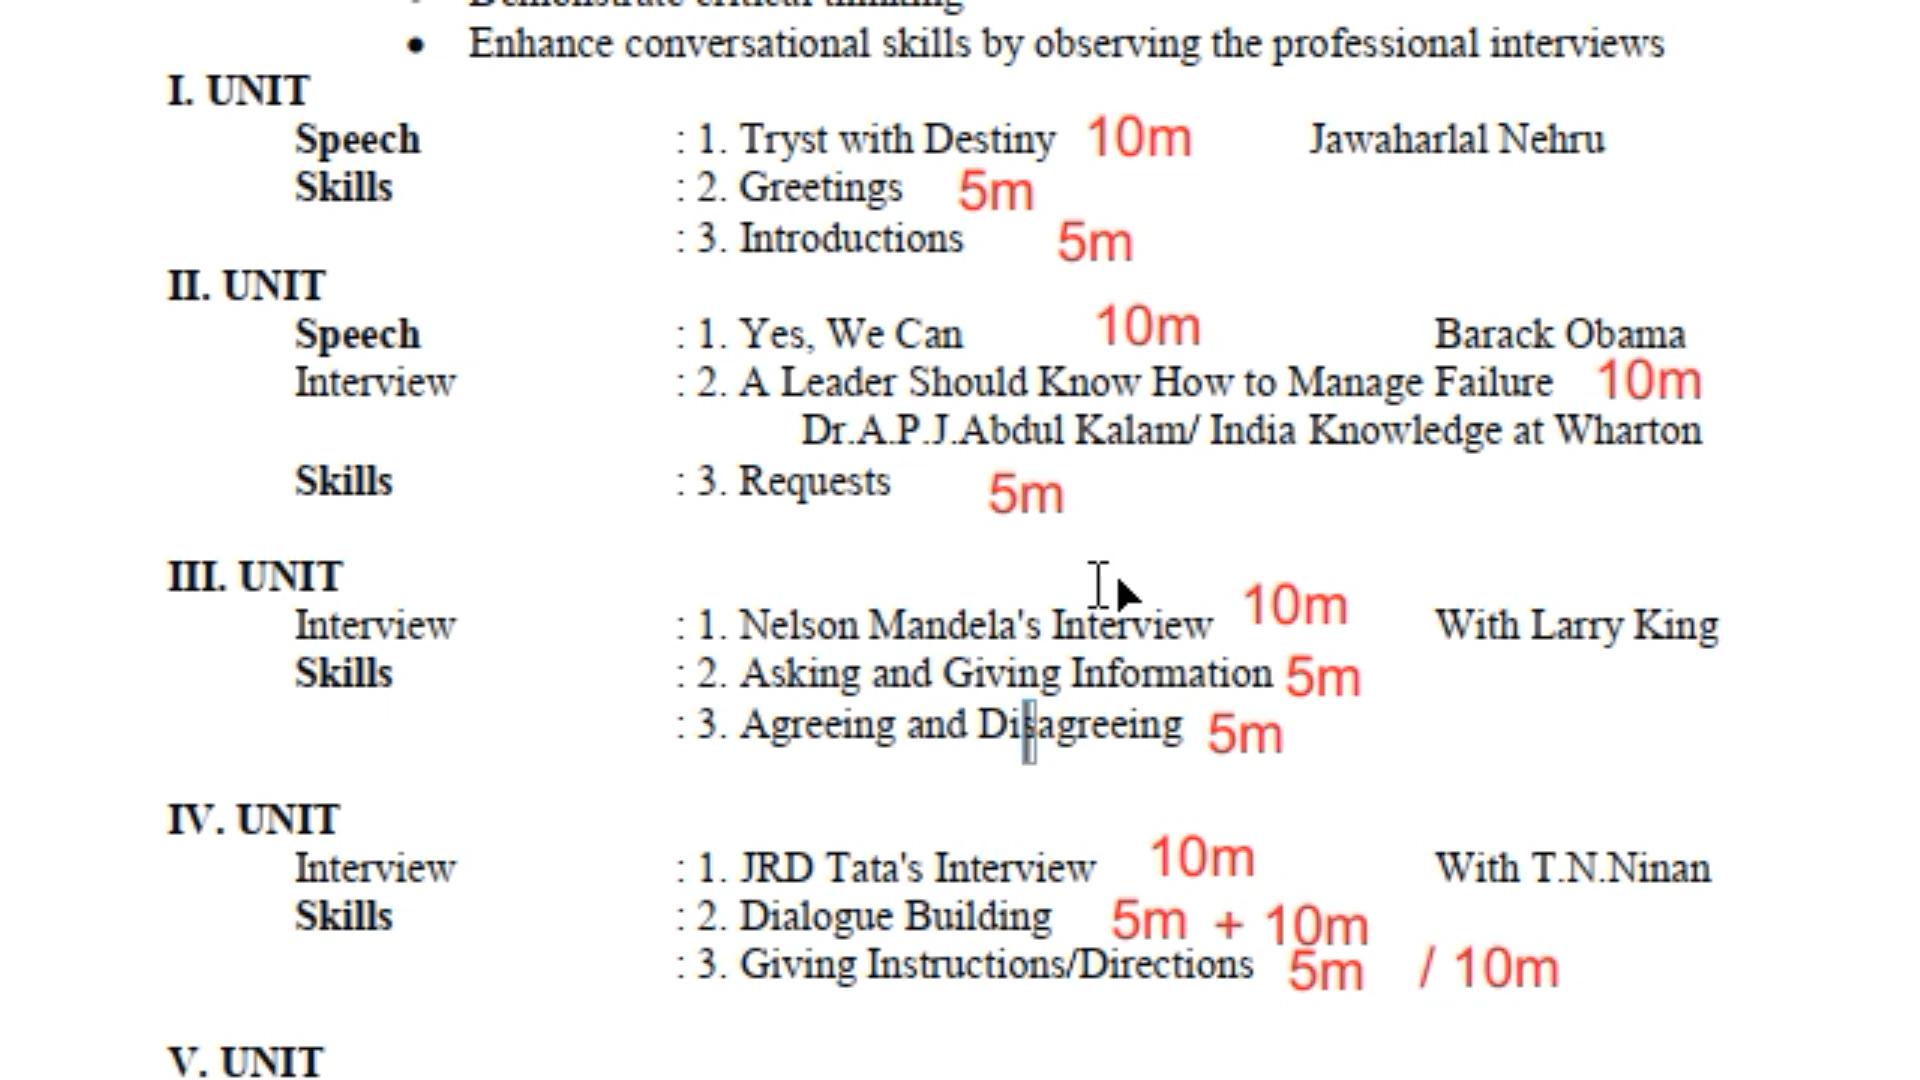 Demonstrate critical thinking
• Enhance conversational skills by observing the professional interviews
I. UNIT
Speech : 1. Tryst with Destiny 10m Jawaharlal Nehru
Skills : 2. Greetings 5m
: 3. Introductions 5m
II. UNIT
Speech : 1. Yes, We Can 10m Barack Obama
Interview : 2. A Leader Should Know How to Manage Failure 10m
Dr.A.P.J.Abdul Kalam/ India Knowledge at Wharton
Skills : 3. Requests 5m
III. UNIT
Interview : 1. Nelson Mandela's Interview 10m With Larry King
Skills : 2. Asking and Giving Information 5m
: 3. Agreeing and Disagreeing 5m
IV. UNIT
Interview : 1. JRD Tata's Interview 10m With T.N.Ninan
Skills : 2. Dialogue Building 5m + 10m
: 3. Giving Instructions/Directions 5m / 10m
V. UNIT